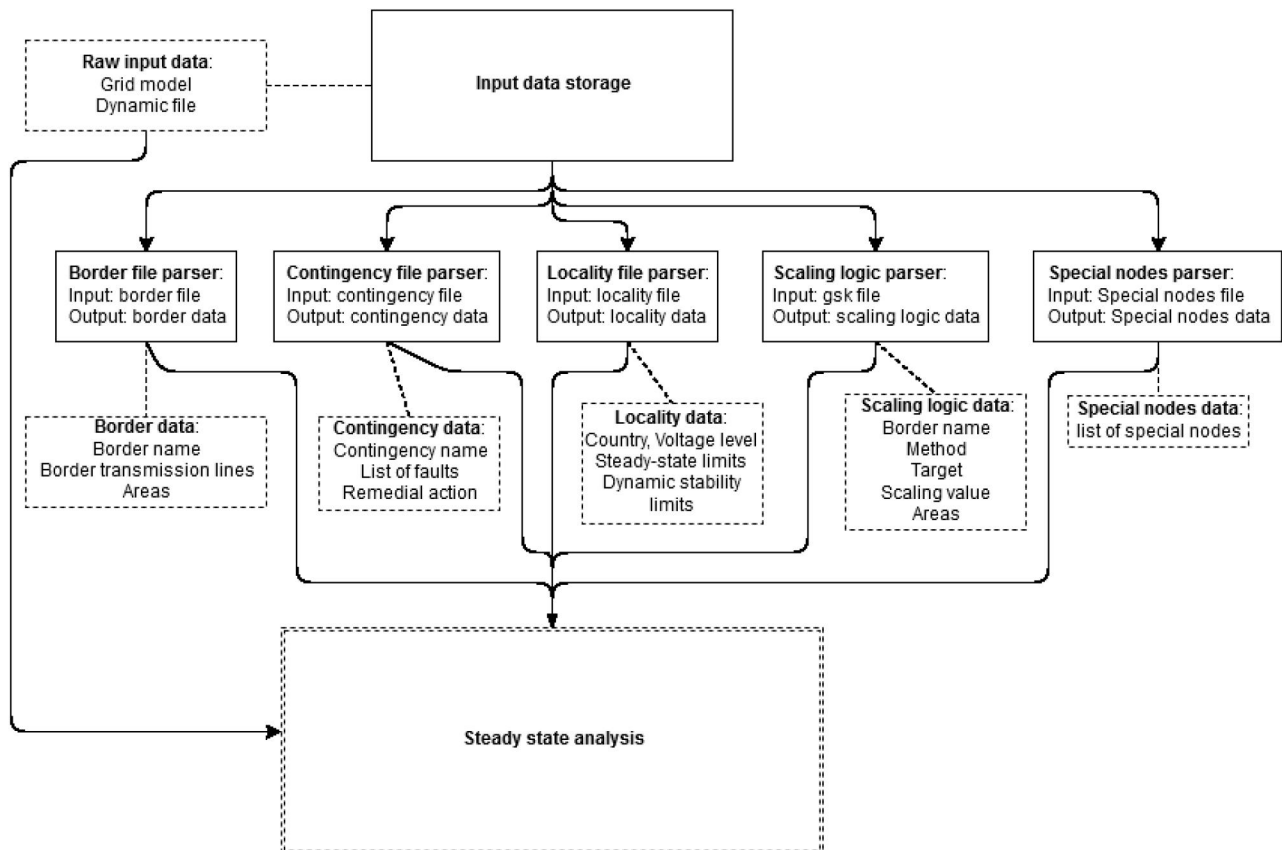 Raw input data:
Grid model
Dynamic file
Input data storage
Border file parser:
Input: border file
Output: border data
Contingency file parser:
Input: contingency file
Output: contingency data
Locality file parser:
Input: locality file
Output: locality data
Scaling logic parser:
Input: gsk file
Output: scaling logic data
Special nodes parser:
Input: Special nodes file
Output: Special nodes data
Border data:
Border name
Border transmission lines
Areas
Contingency data:
Contingency name
List of faults
Remedial action
Locality data:
Country, Voltage level
Steady-state limits
Dynamic stability
limits
Scaling logic data:
Border name
Method
Target
Scaling value
Areas
Special nodes data:
list of special nodes
Steady state analysis